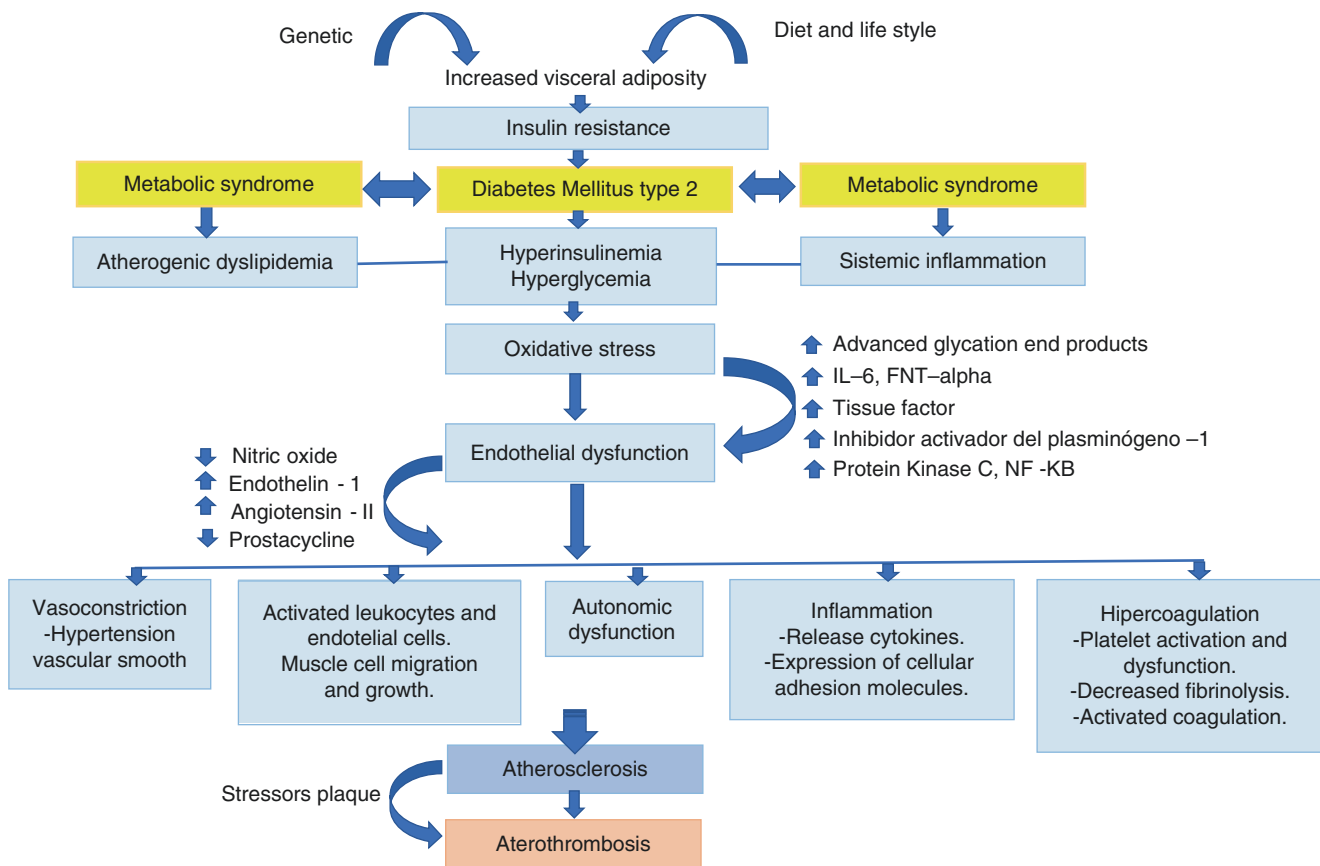 Genetic
Diet and life style
Increased visceral adiposity
Insulin resistance
Metabolic syndrome
Diabetes Mellitus type 2
Metabolic syndrome
Atherogenic dyslipidemia
Hyperinsulinemia
Hyperglycemia
Sistemic inflammation
Oxidative stress
Advanced glycation end products
IL–6, FNT–alpha
Tissue factor
Inhibidor activador del plasminógeno –1
Protein Kinase C, NF -KB
Endothelial dysfunction
Nitric oxide
Endothelin - 1
Angiotensin - II
Prostacycline
Vasoconstriction
-Hypertension
vascular smooth
Activated leukocytes and
endotelial cells.
Muscle cell migration
and growth.
Autonomic
dysfunction
Inflammation
-Release cytokines.
-Expression of cellular
adhesion molecules.
Hipercoagulation
-Platelet activation and
dysfunction.
-Decreased fibrinolysis.
-Activated coagulation.
Atherosclerosis
Stressors plaque
Aterothrombosis